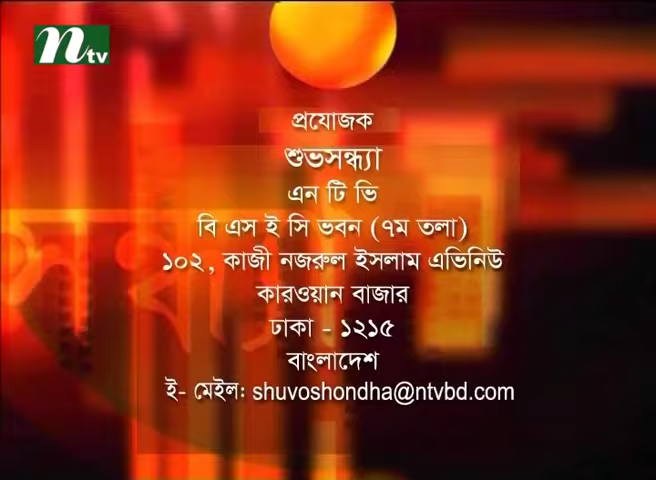 ntv
প্রযোজক
শুভসন্ধ্যা
এন টি ভি
বি এস ই সি ভবন (৭ম তলা)
১০২, কাজী নজরুল ইসলাম এভিনিউ
কারওয়ান বাজার
ঢাকা - ১২১৫
বাংলাদেশ
ই- মেইল: shuvoshondha@ntvbd.com